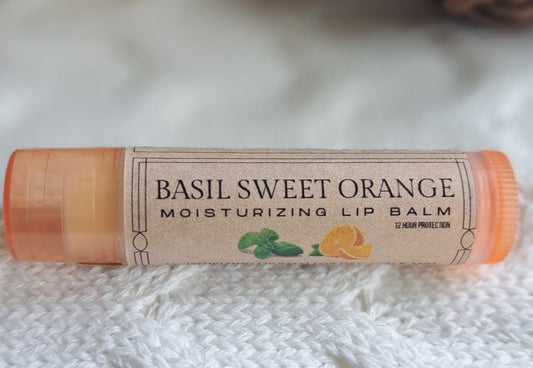 BASIL SWEET ORANGE
MOISTURIZING LIP BALM
12 HOUR PROTECTION